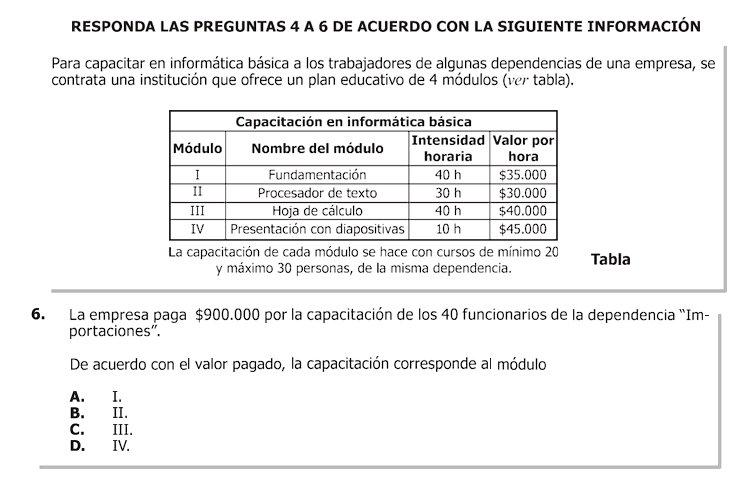 RESPONDA LAS PREGUNTAS 4 A 6 DE ACUERDO CON LA SIGUIENTE INFORMACIÓN
Para capacitar en informática básica a los trabajadores de algunas dependencias de una empresa, se
contrata una institución que ofrece un plan educativo de 4 módulos (ver tabla).
Capacitación en informática básica
Módulo Nombre del módulo Intensidad horaria Valor por hora
I Fundamentación 40 h $35.000
II Procesador de texto 30 h $30.000
III Hoja de cálculo 40 h $40.000
IV Presentación con diapositivas 10 h $45.000
La capacitación de cada módulo se hace con cursos de mínimo 20
y máximo 30 personas, de la misma dependencia.
Tabla
6. La empresa paga $900.000 por la capacitación de los 40 funcionarios de la dependencia “Im-
portaciones”.
De acuerdo con el valor pagado, la capacitación corresponde al módulo
A. I.
B. II.
C. III.
D. IV.